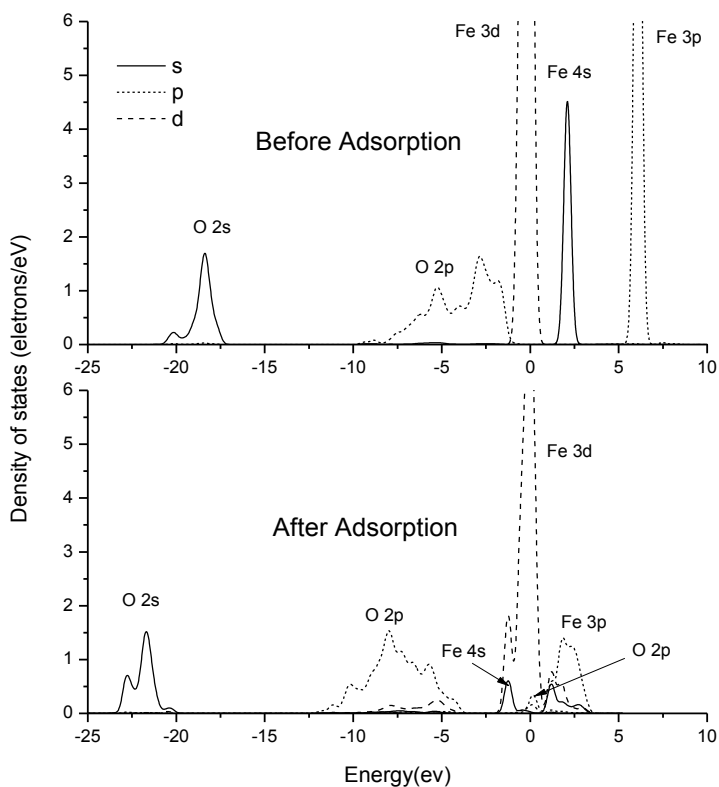 6
Fe 3d
Fe 3p
s
5
p
Fe 4s
d
4
Before Adsorption
3
2
O 2s
O 2p
1
0
-25 -20 -15 -10 -5 0 5 10
Density of states (eletrons/eV)
6
5
Fe 3d
4
After Adsorption
3
2
O 2s
O 2p
Fe 3p
Fe 4s
O 2p
1
0
-25 -20 -15 -10 -5 0 5 10
Energy(ev)